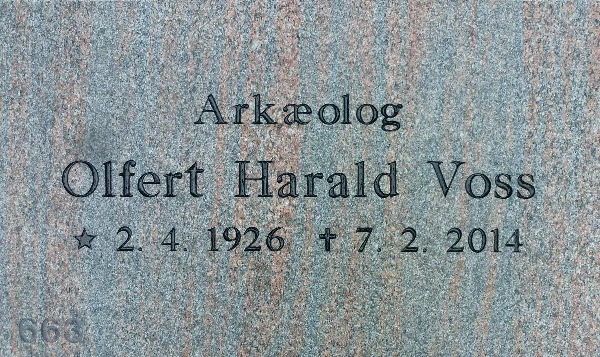 Arkæolog
Olfert Harald Voss
☆ 2. 4. 1926 ✝ 7. 2. 2014
663